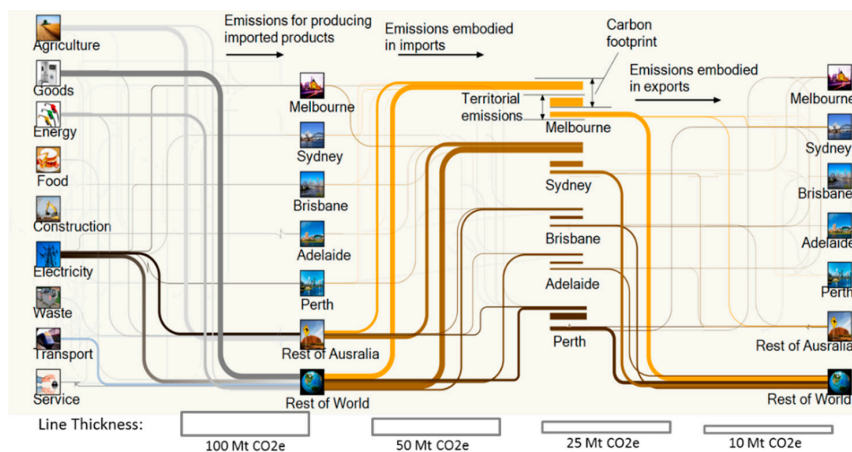 Emissions for producing
imported products
Emissions embodied
in imports
Carbon
footprint
Emissions embodied
in exports
Territorial
emissions
Agriculture
Goods
Energy
Food
Construction
Electricity
Waste
Transport
Service
Melbourne
Sydney
Brisbane
Adelaide
Perth
Rest of Ausralia
Rest of World
Melbourne
Sydney
Brisbane
Adelaide
Perth
Melbourne
Sydney
Brisbane
Adelaide
Perth
Rest of Ausralia
Rest of World
Line Thickness:
100 Mt CO2e
50 Mt CO2e
25 Mt CO2e
10 Mt CO2e